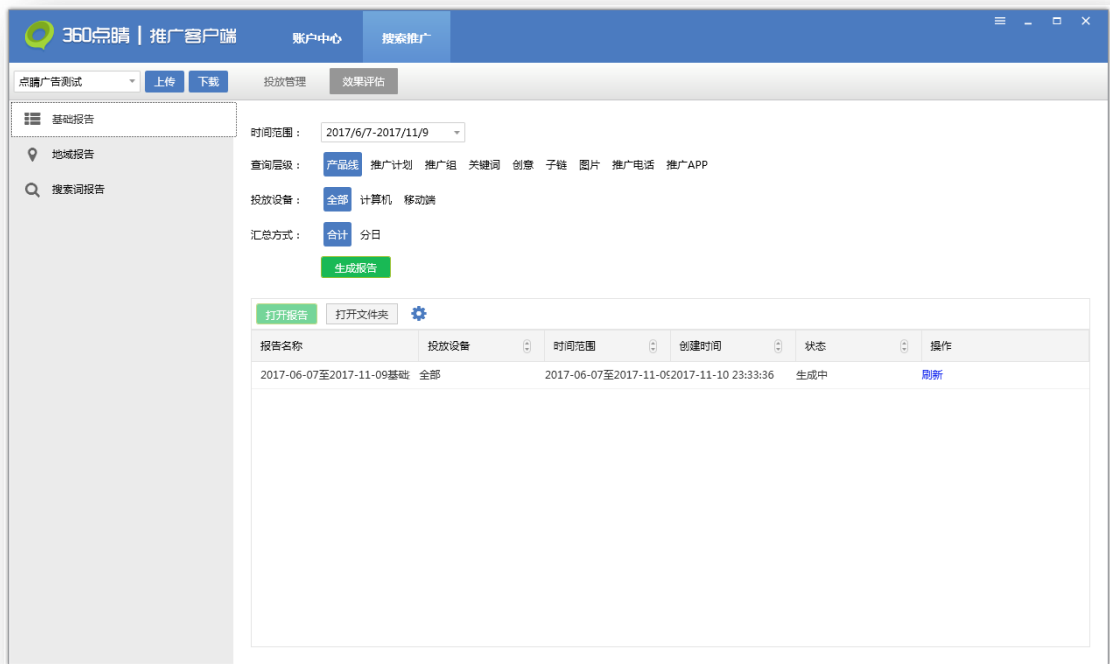 360点睛 | 推广客户端 账户中心 搜索推广
点睛广告测试 上传 下载 投放管理 效果评估
基础报告
地域报告
搜索词报告
时间范围： 2017/6/7-2017/11/9
查询层级： 产品线 推广计划 推广组 关键词 创意 子链 图片 推广电话 推广APP
投放设备： 全部 计算机 移动端
汇总方式： 合计 分日
生成报告
打开报告 打开文件夹
报告名称 投放设备 时间范围 创建时间 状态 操作
2017-06-07至2017-11-09基础 全部 2017-06-07至2017-11-09 2017-11-10 23:33:36 生成中 刷新